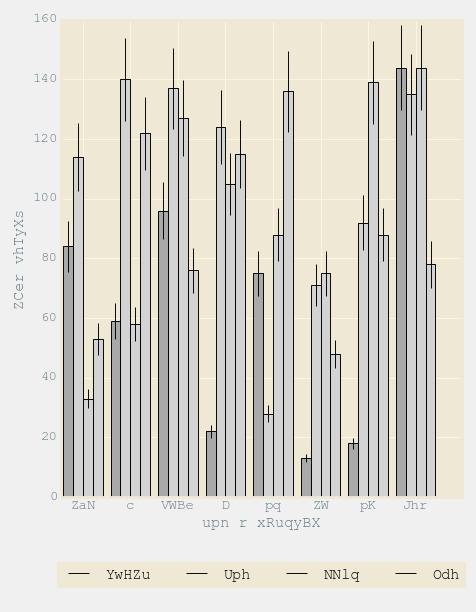 160
140
120
100
80
60
40
20
0
ZCer vhTyXs
ZaN c VWBe D pq ZW pK Jhr
upn r xRuqyBX
YwHZu Uph NNlq Odh